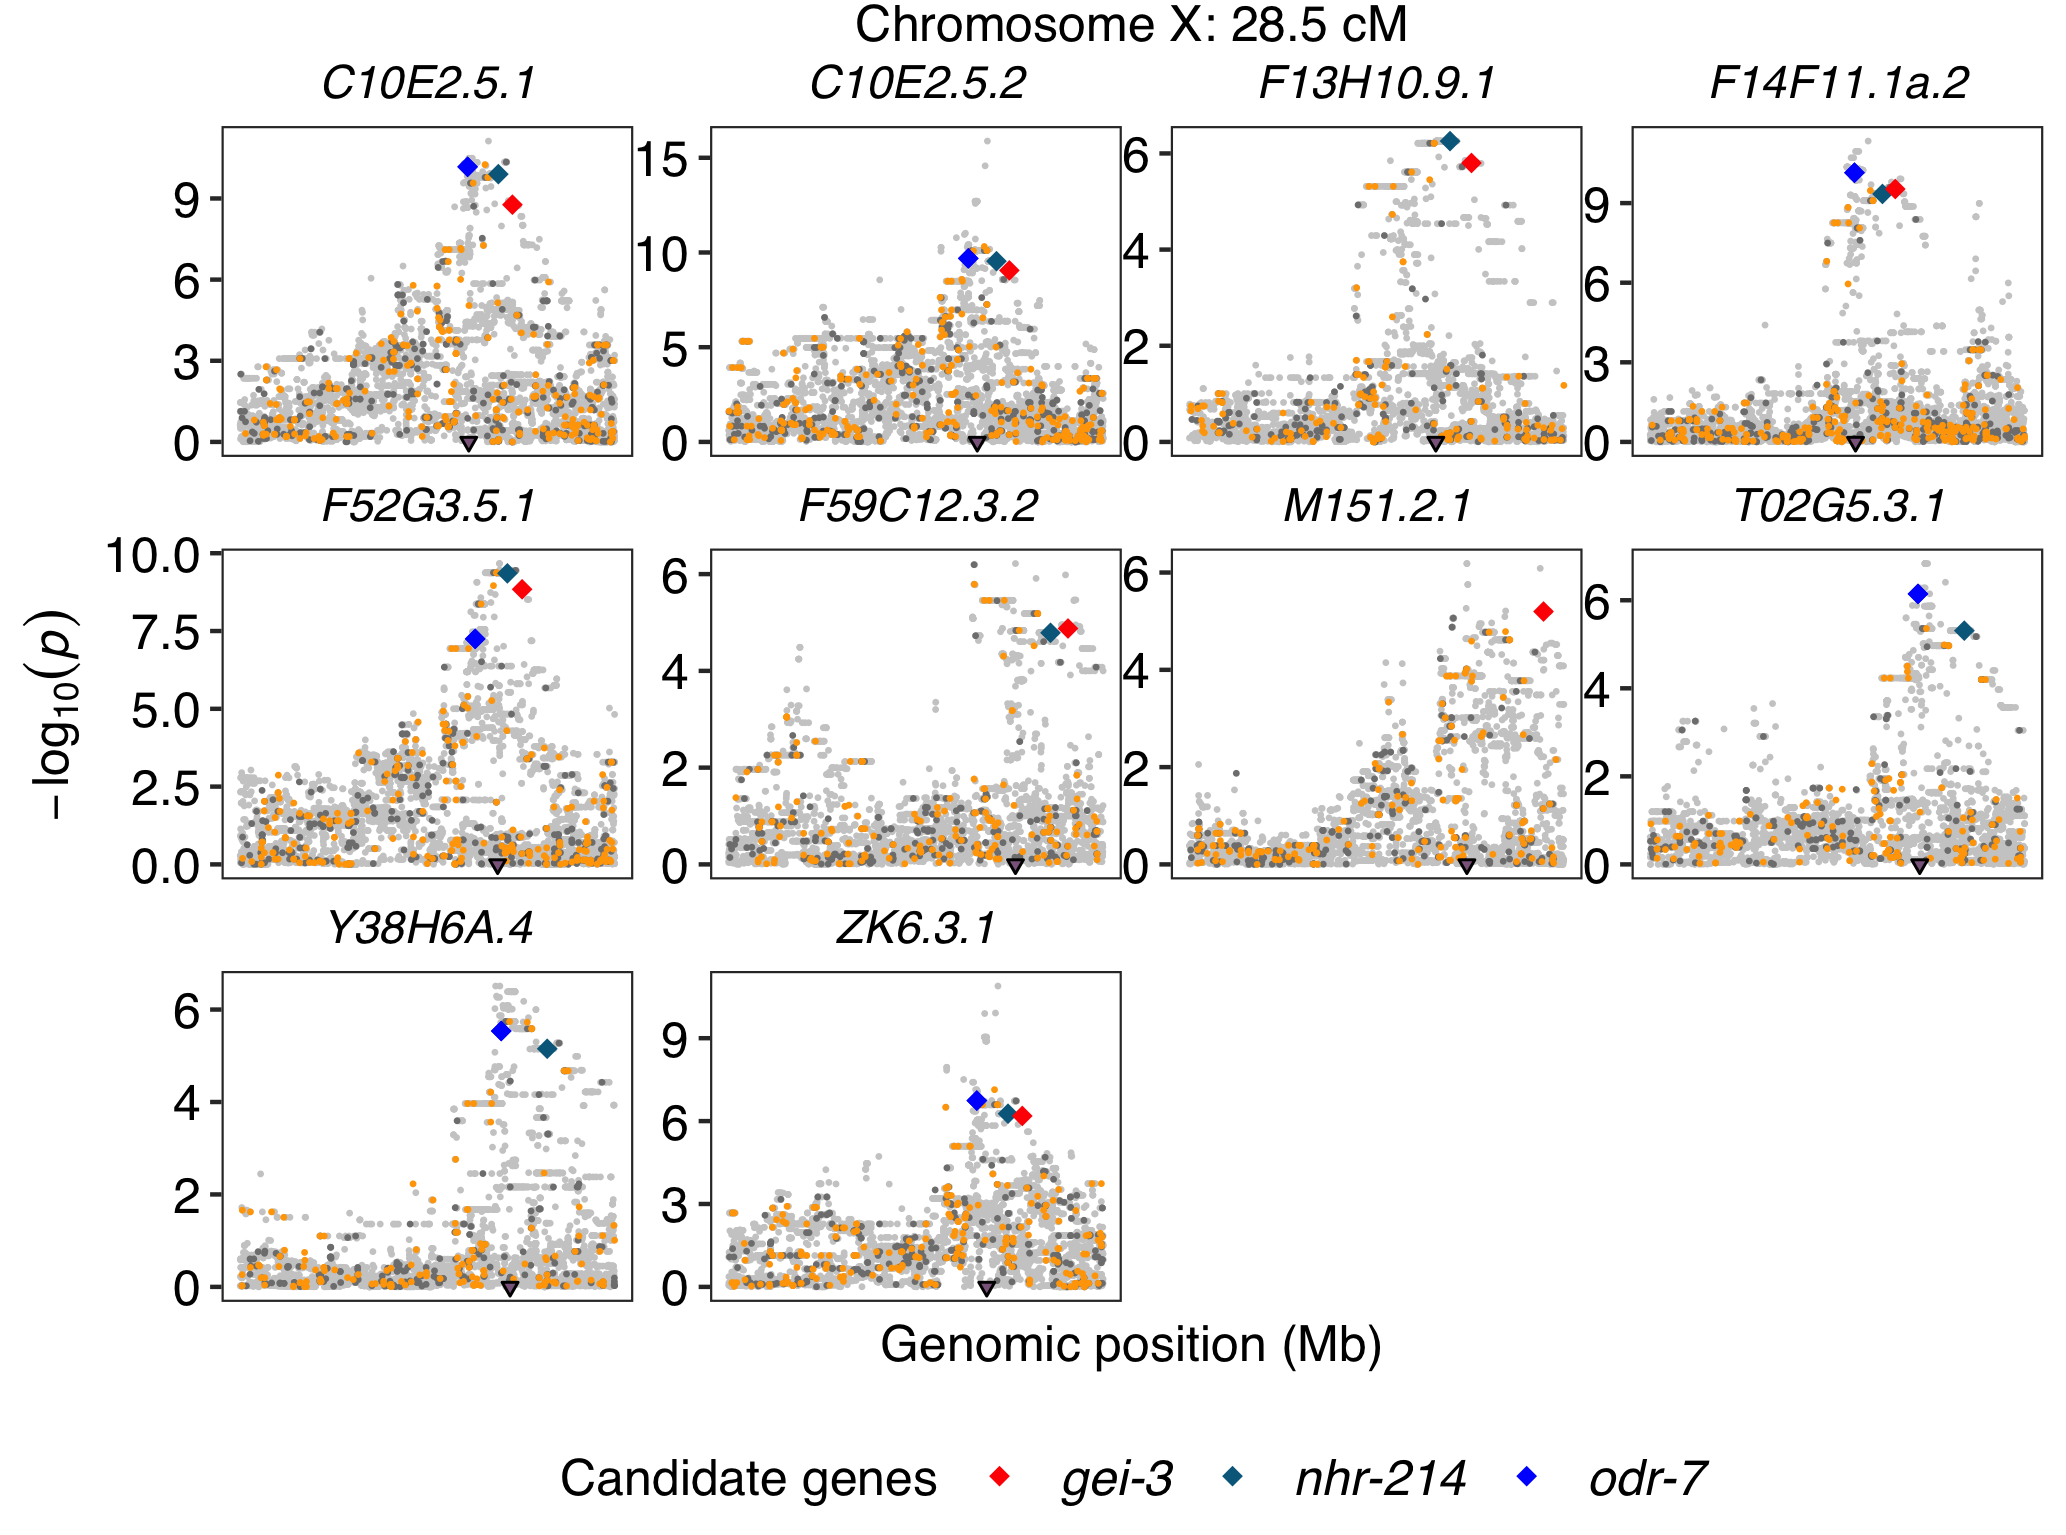 Chromosome X: 28.5 cM
C10E2.5.1 C10E2.5.2 F13H10.9.1 F14F11.1a.2
9 6 3 0
15 10 5 0
6 4 2 0
9 6 3 0
F52G3.5.1 F59C12.3.2 M151.2.1 T02G5.3.1
10.0 7.5 5.0 2.5 0.0
6 4 2 0
6 4 2 0
6 4 2 0
−log10(p)
Y38H6A.4 ZK6.3.1
6 4 2 0
9 6 3 0
Genomic position (Mb)
Candidate genes gei-3 nhr-214 odr-7